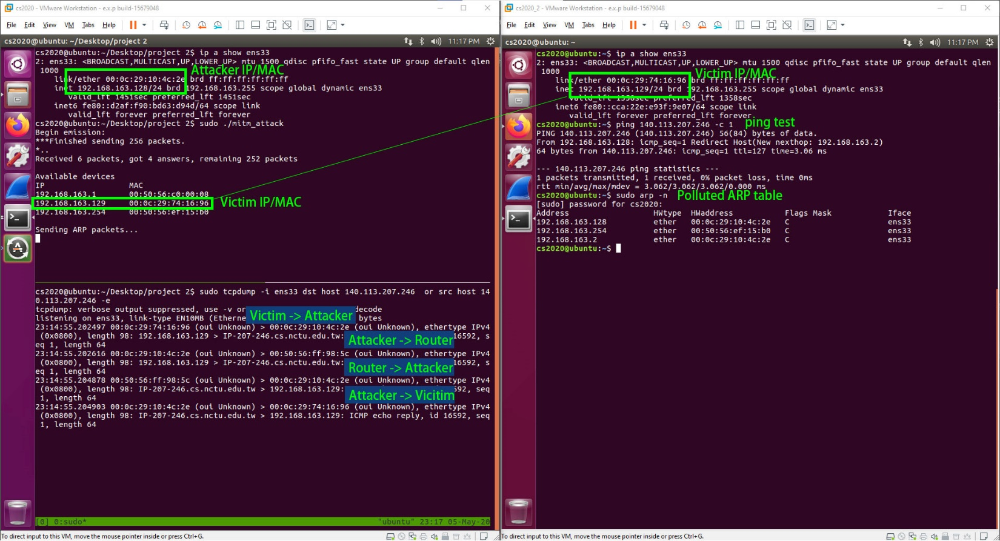 cs2020 - VMware Workstation - e.x.p build-15679048
File Edit View VM Tabs Help
cs2020@ubuntu: ~/Desktop/project 2
11:17 PM
cs2020@ubuntu:~/Desktop/project 2$ ip a show ens33
2: ens33: <BROADCAST,MULTICAST,UP,LOWER_UP> mtu 1500 qdisc pfifo_fast state UP group default qlen
1000
Attacker IP/MAC
link/ether 00:0c:29:10:4c:2e brd ff:ff:ff:ff:ff:ff
inet 192.168.163.128/24 brd 192.168.163.255 scope global dynamic ens33
valid_lft 1451sec preferred_lft 1451sec
inet6 fe80::d2af:f90:bd63:d94d/64 scope link
valid_lft forever preferred_lft forever
cs2020@ubuntu:~/Desktop/project 2$ sudo ./mitm_attack
Begin emission:
***Finished sending 256 packets.
*..
Received 6 packets, got 4 answers, remaining 252 packets
Available devices
IP MAC
192.168.163.1 00:50:56:c0:00:08
192.168.163.129 00:0c:29:74:16:96
Victim IP/MAC
192.168.163.254 00:50:56:ef:15:b0
Sending ARP packets...
cs2020@ubuntu:~/Desktop/project 2$ sudo tcpdump -i ens33 dst host 140.113.207.246  or src host 14
0.113.207.246 -e
tcpdump: verbose output suppressed, use -v or decode
listening on ens33, link-type EN10MB (Etherne bytes
Victim -> Attacker
23:14:55.202497 00:0c:29:74:16:96 (oui Unknown) > 00:0c:29:10:4c:2e (oui Unknown), ethertype IPv4
(0x0800), length 98: 192.168.163.129 > IP-207-246.cs.nctu.edu.tw: 16592, s
Attacker -> Router
eq 1, length 64
23:14:55.202616 00:0c:29:10:4c:2e (oui Unknown) > 00:50:56:ff:98:5c (oui Unknown), ethertype IPv4
(0x0800), length 98: 192.168.163.129 > IP-207-246.cs.nctu.edu.tw: 16592, s
Router -> Attacker
eq 1, length 64
23:14:55.204878 00:50:56:ff:98:5c (oui Unknown) > 00:0c:29:10:4c:2e (oui Unknown), ethertype IPv4
(0x0800), length 98: IP-207-246.cs.nctu.edu.tw > 192.168.163.129: 16592, seq
Attacker -> Vicitim
1, length 64
23:14:55.204903 00:0c:29:10:4c:2e (oui Unknown) > 00:0c:29:74:16:96 (oui Unknown), ethertype IPv4
(0x0800), length 98: IP-207-246.cs.nctu.edu.tw > 192.168.163.129: ICMP echo reply, id 16592, seq
1, length 64
[0] 0:sudo* "ubuntu" 23:17 05-May-20
To direct input to this VM, move the mouse pointer inside or press Ctrl+G.
cs2020_2 - VMware Workstation - e.x.p build-15679048
File Edit View VM Tabs Help
cs2020@ubuntu: ~
11:17 PM
cs2020@ubuntu:~$ ip a show ens33
2: ens33: <BROADCAST,MULTICAST,UP,LOWER_UP> mtu 1500 qdisc pfifo_fast state UP group default qlen
1000
Victim IP/MAC
link/ether 00:0c:29:74:16:96 brd ff:ff:ff:ff:ff:ff
inet 192.168.163.129/24 brd 192.168.163.255 scope global dynamic ens33
valid_lft 1358sec preferred_lft 1358sec
inet6 fe80::cca:22e:e93f:9e07/64 scope link
valid_lft forever preferred_lft forever
cs2020@ubuntu:~$ ping 140.113.207.246 -c 1
ping test
PING 140.113.207.246 (140.113.207.246) 56(84) bytes of data.
From 192.168.163.128: icmp_seq=1 Redirect Host(New nexthop: 192.168.163.2)
64 bytes from 140.113.207.246: icmp_seq=1 ttl=127 time=3.06 ms
--- 140.113.207.246 ping statistics ---
1 packets transmitted, 1 received, 0% packet loss, time 0ms
rtt min/avg/max/mdev = 3.062/3.062/3.062/0.000 ms
cs2020@ubuntu:~$ sudo arp -n
Polluted ARP table
[sudo] password for cs2020:
Address HWtype HWaddress Flags Mask Iface
192.168.163.128 ether 00:0c:29:10:4c:2e C ens33
192.168.163.254 ether 00:50:56:ef:15:b0 C ens33
192.168.163.2 ether 00:0c:29:10:4c:2e C ens33
cs2020@ubuntu:~$
To direct input to this VM, move the mouse pointer inside or press Ctrl+G.